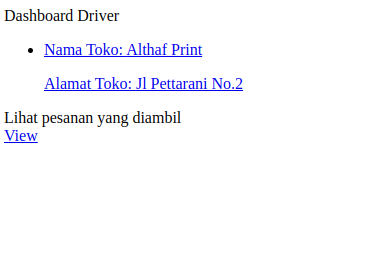 Dashboard Driver
Nama Toko: Althaf Print
Alamat Toko: Jl Pettarani No.2
Lihat pesanan yang diambil
View